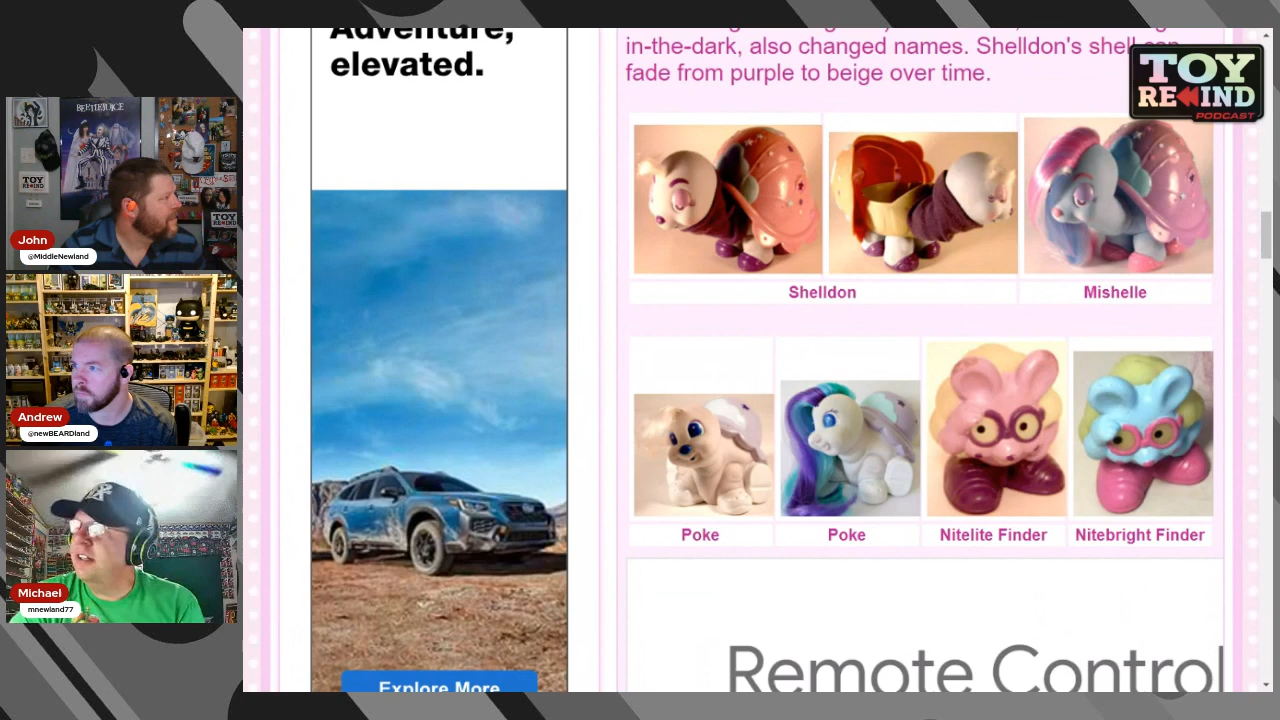 Adventure,
elevated.
in-the-dark, also changed names. Shelldon's shell can
fade from purple to beige over time.
TOY
REWIND
PODCAST
BEETLEJUICE
TOY
REWIND
TOY
John
@MiddleNewland
Shelldon
Mishelle
Andrew
@newBEARDland
Poke
Poke
Nitelite Finder
Nitebright Finder
Michael
mnewland77
Remote Control
Explore More